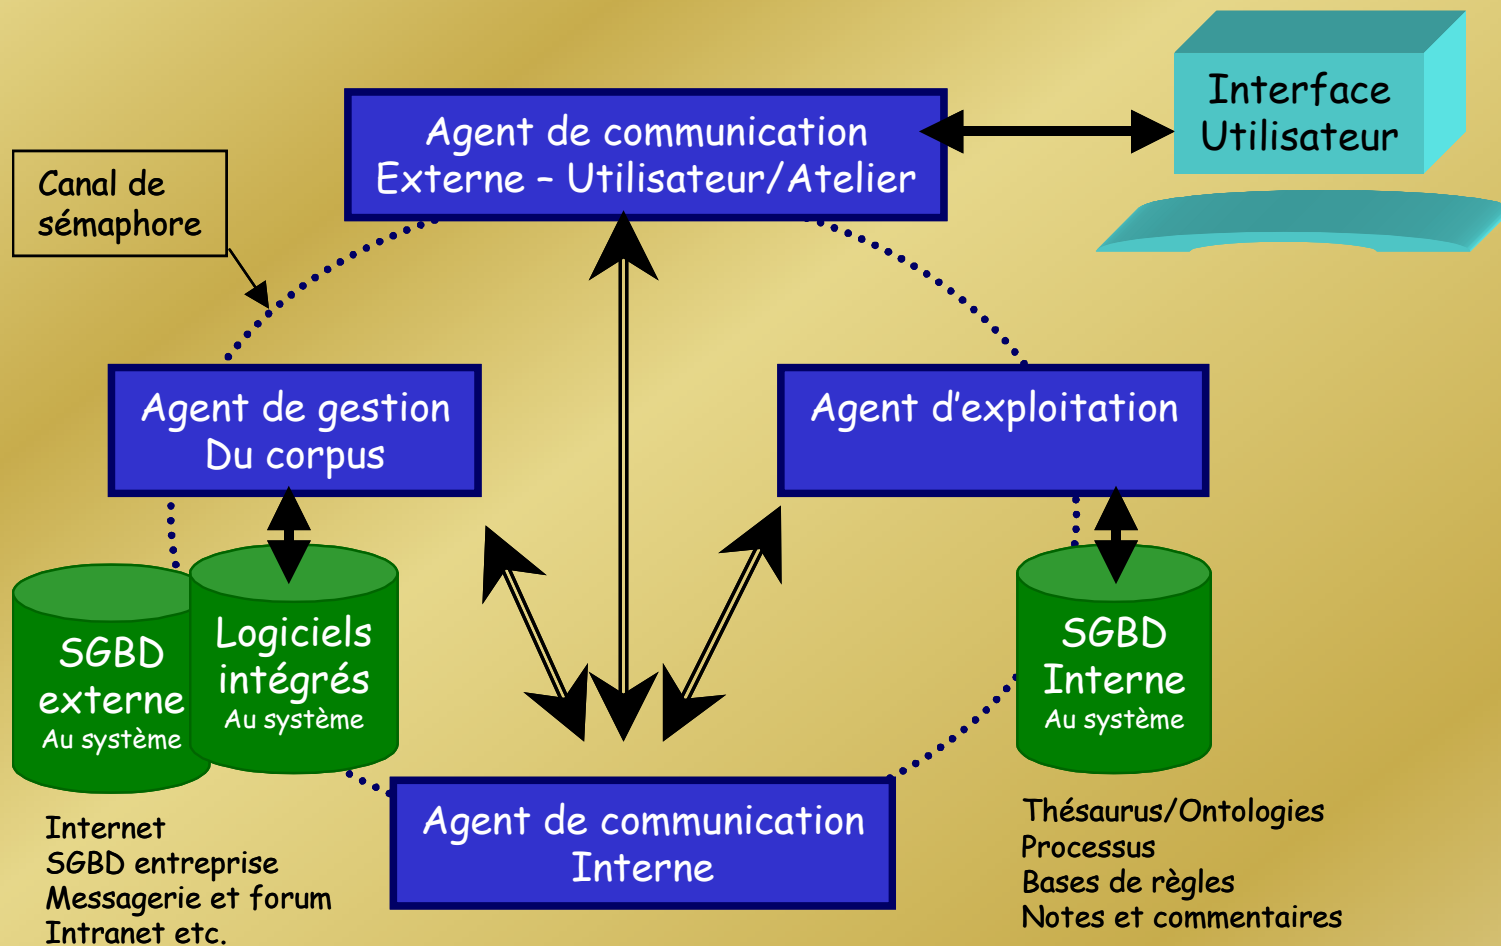 Interface
Utilisateur
Agent de communication
Externe – Utilisateur/Atelier
Canal de
sémaphore
Agent de gestion
Du corpus
Agent d'exploitation
SGBD
externe
Au système
Logiciels
intégrés
Au système
SGBD
Interne
Au système
Agent de communication
Interne
Internet
SGBD entreprise
Messagerie et forum
Intranet etc.
Thésaurus/Ontologies
Processus
Bases de règles
Notes et commentaires